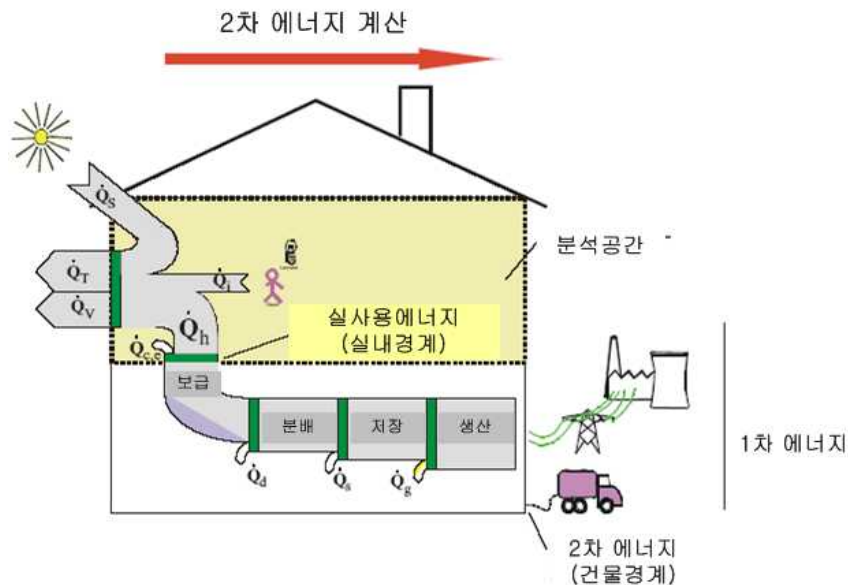 2차 에너지 계산
Q̇S
분석공간
Q̇T
Q̇i
Q̇V
실사용에너지
(실내경계)
Q̇h
Q̇c,e
보급
분배
저장
생산
1차 에너지
Q̇d
Q̇s
Q̇g
2차 에너지
(건물경계)